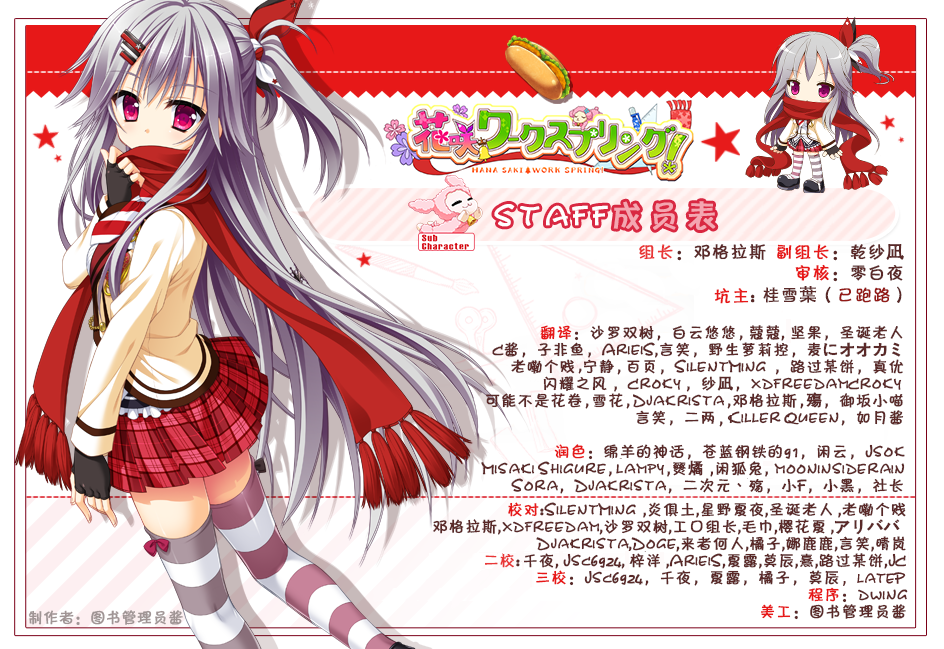 花咲ワークスプリング!
HANA SAKI WORK SPRING!
Sub
Character
STAFF成员表
组长：邓格拉斯 副组长：乾纱凪
审核：零白夜
坑主：桂雪葉（已跑路）
翻译：沙罗双树，白云悠悠，蔻蔻，坚果，圣诞老人
C酱，子非鱼，ARIEIS,言笑，野生萝莉控，麦にオオカミ
老嘞个贱,宁静,百页，SILENTMING，路过某饼，真优
闪耀之风，CROKY，纱凪，XDFREEDAMCROKY
可能不是花卷,雪花,DJAKRISTA,邓格拉斯,殤，御坂小喵
言笑，二两,KILLER QUEEN，如月酱
润色：绵羊的神话，苍蓝钢铁的91，闲云，JSOK
MISAKI SHIGURE,LAMPY,燹燏,闲狐兔,MOONINSIDERAIN
SORA，DJAKRISTA，二次元丶殇，小F，小黑，社长
校对:SILENTMING,炎俱土,星野夏夜,圣诞老人,老嘞个贱
邓格拉斯,XDFREEDAM,沙罗双树,工口组长,毛巾,樱花夏,アリババ
DJAKRISTA,DOGE,来者何人,橘子,娜鹿鹿,言笑,晴岚
二校:千夜,JSC6924,梓洋,ARIEIS,夏露,莫辰,熹,路过某饼,JC
三校：JSC6924，千夜，夏露，橘子，莫辰，LATEP
程序：DWING
美工：图书管理员酱
制作者：图书管理员酱